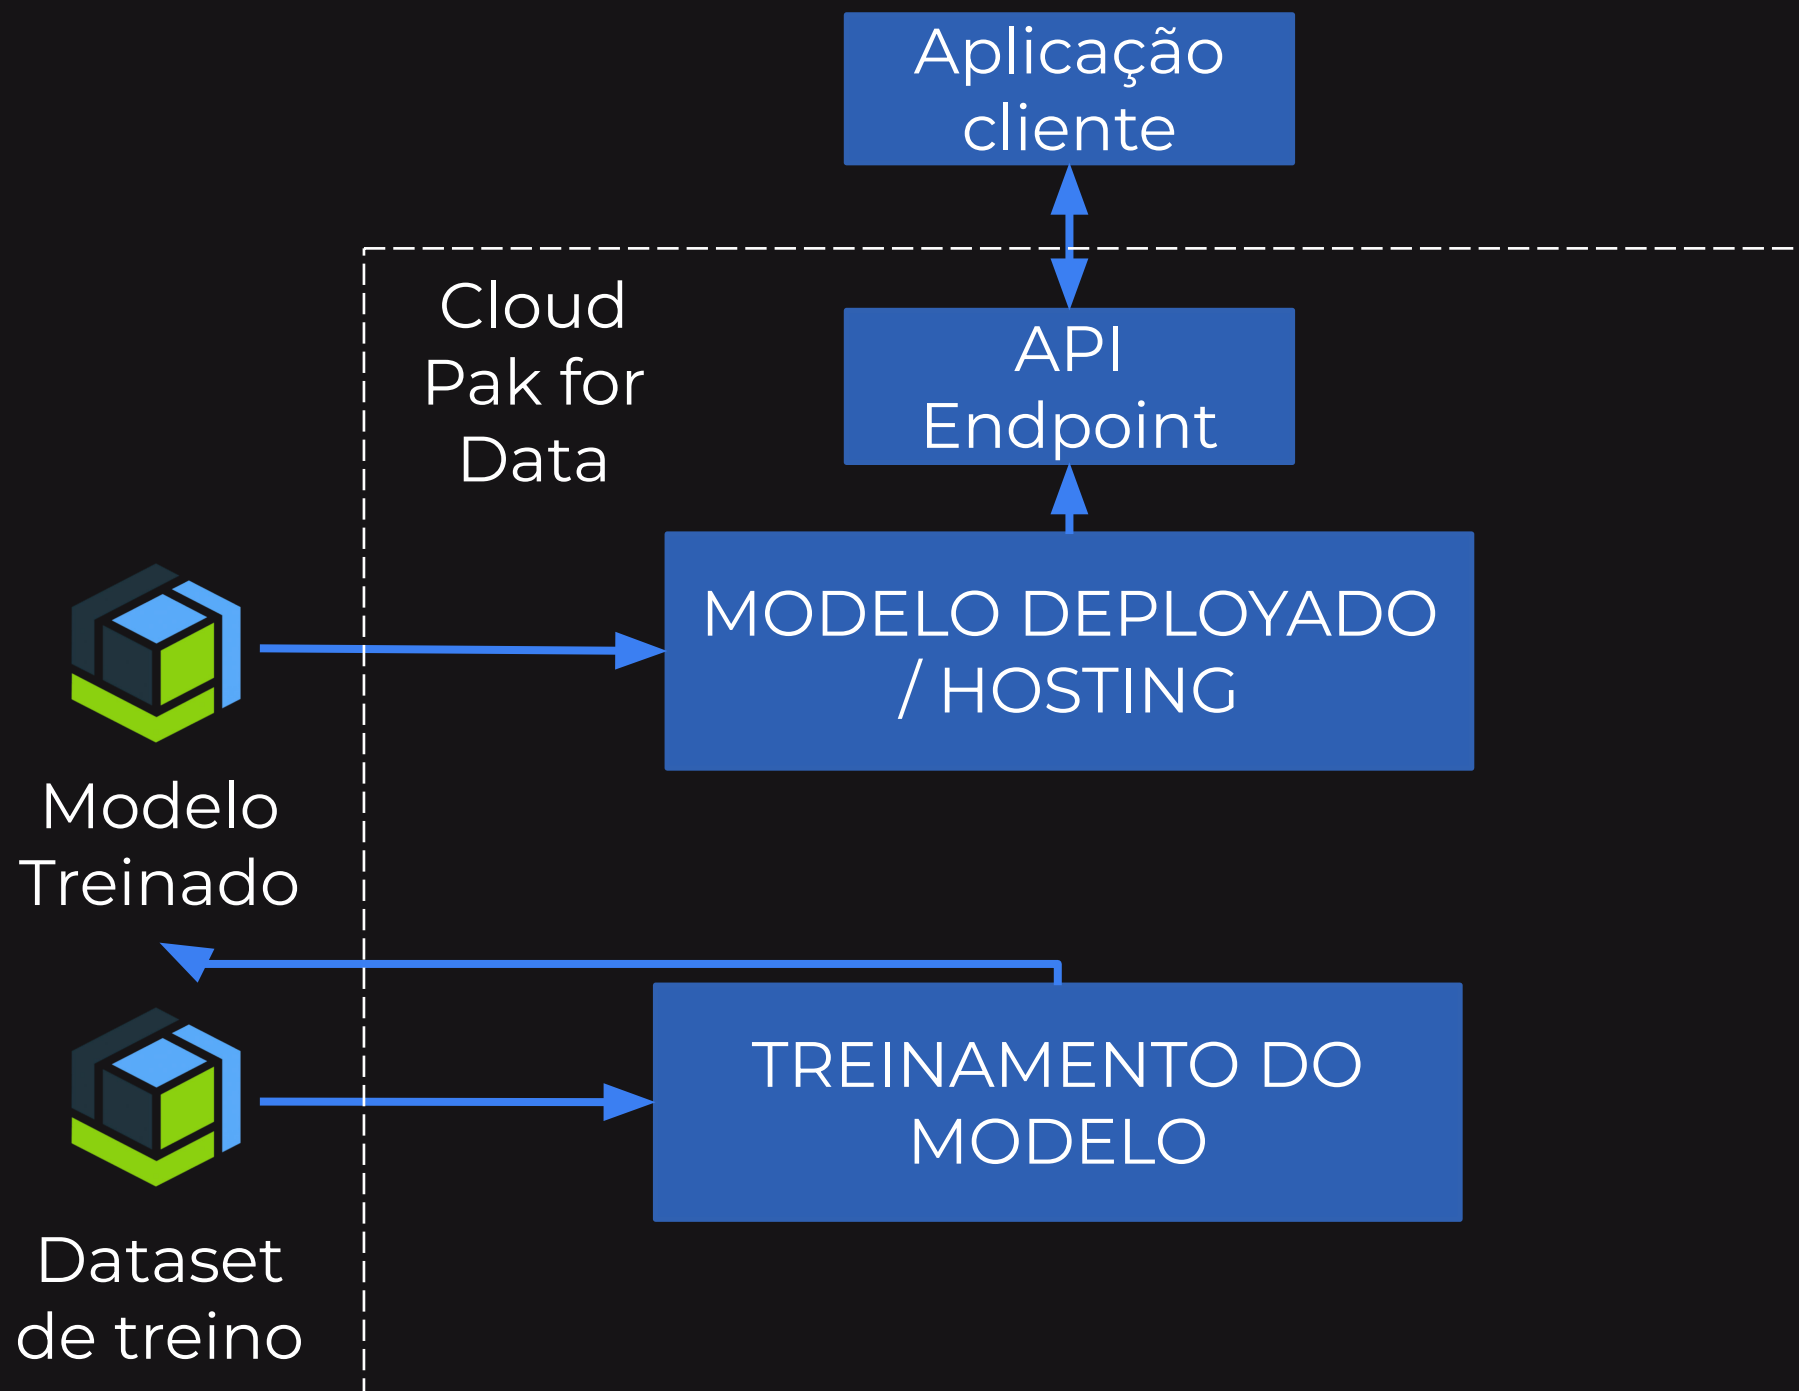 Aplicação
cliente
Cloud
Pak for
Data
API
Endpoint
MODELO DEPLOYADO
/ HOSTING
Modelo
Treinado
TREINAMENTO DO
MODELO
Dataset
de treino